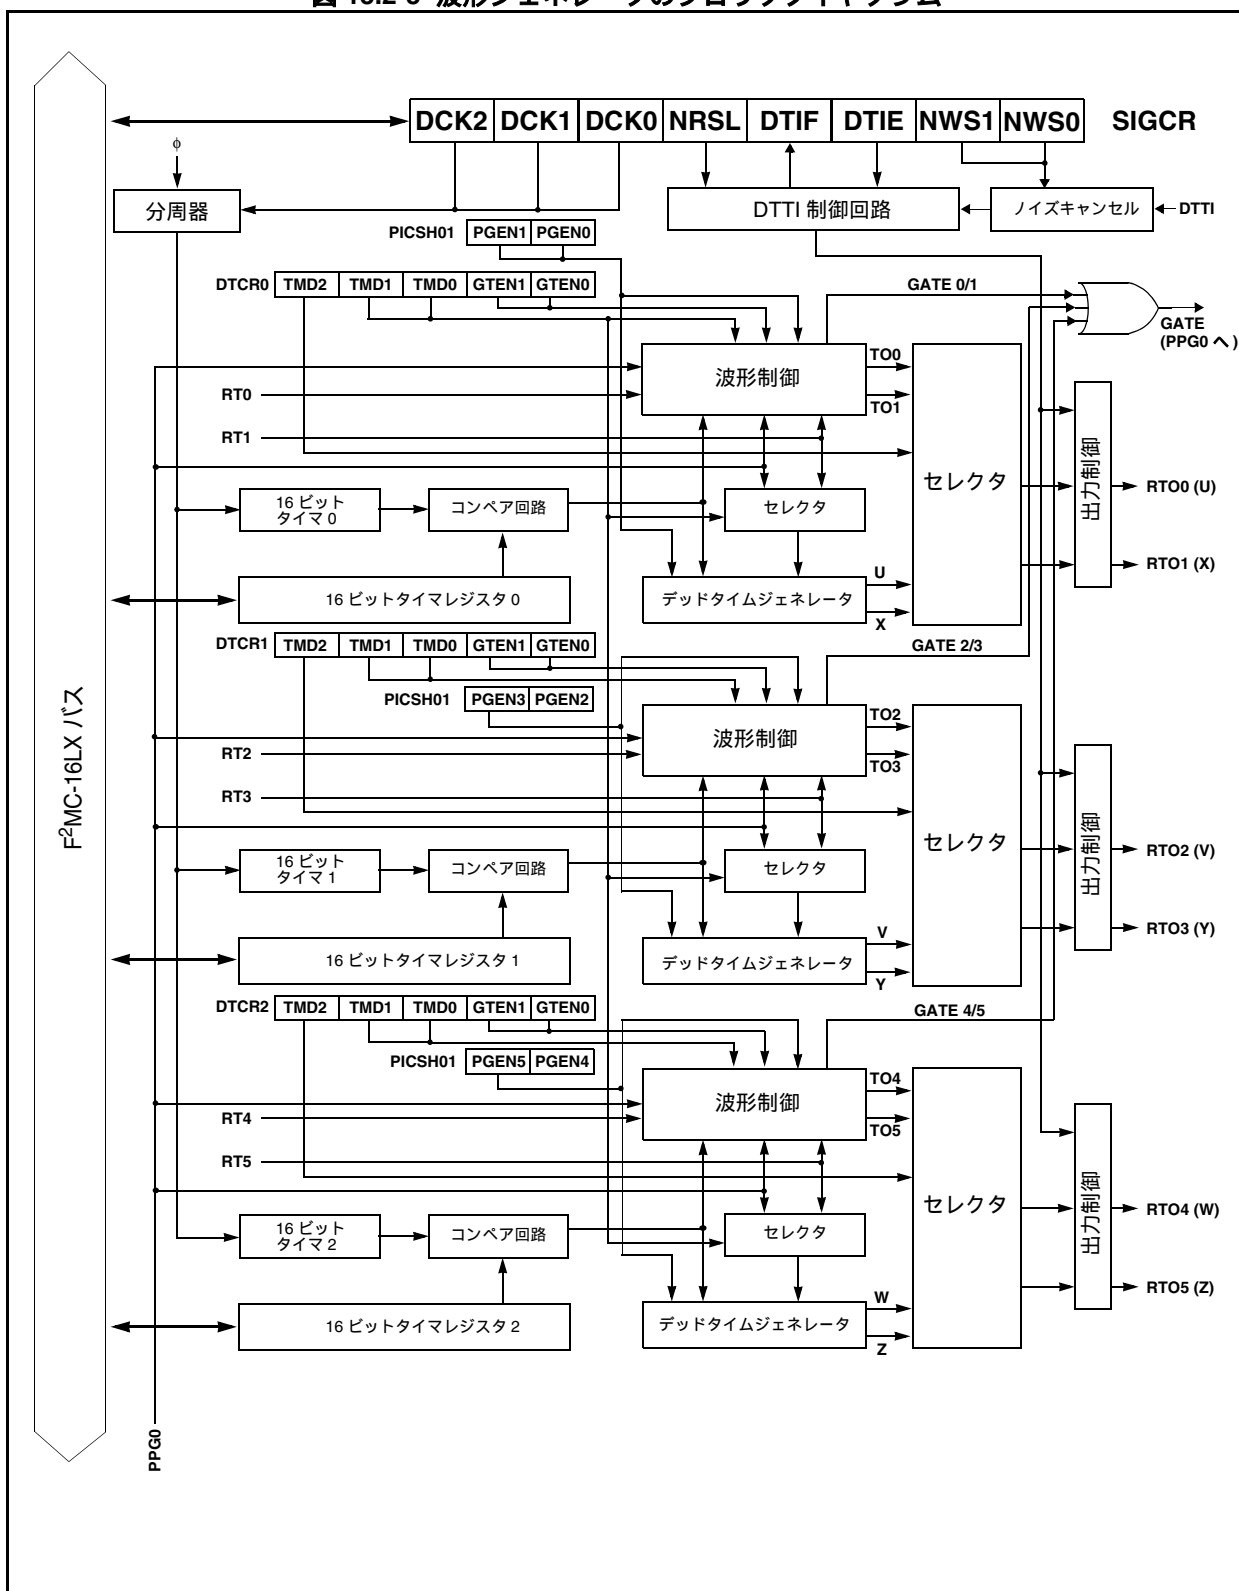 DCK2 DCK1 DCK0 NRSL DTIF DTIE NWS1 NWS0 SIGCR
φ
分周器
DTTI 制御回路
ノイズキャンセル
DTTI
PICSH01 PGEN1 PGEN0
DTCR0 TMD2 TMD1 TMD0 GTEN1 GTEN0
GATE 0/1
GATE
(PPG0 へ)
波形制御
TO0
TO1
RT0
RT1
セレクタ
出力制御
RTO0 (U)
RTO1 (X)
16 ビット
タイマ 0
コンペア回路
セレクタ
16 ビットタイマレジスタ 0
デッドタイムジェネレータ
U
X
DTCR1 TMD2 TMD1 TMD0 GTEN1 GTEN0
GATE 2/3
PICSH01 PGEN3 PGEN2
波形制御
TO2
TO3
RT2
RT3
セレクタ
出力制御
RTO2 (V)
RTO3 (Y)
16 ビット
タイマ 1
コンペア回路
セレクタ
16 ビットタイマレジスタ 1
デッドタイムジェネレータ
V
Y
DTCR2 TMD2 TMD1 TMD0 GTEN1 GTEN0
GATE 4/5
PICSH01 PGEN5 PGEN4
波形制御
TO4
TO5
RT4
RT5
セレクタ
出力制御
RTO4 (W)
RTO5 (Z)
16 ビット
タイマ 2
コンペア回路
セレクタ
16 ビットタイマレジスタ 2
デッドタイムジェネレータ
W
Z
F²MC-16LX バス
PPG0